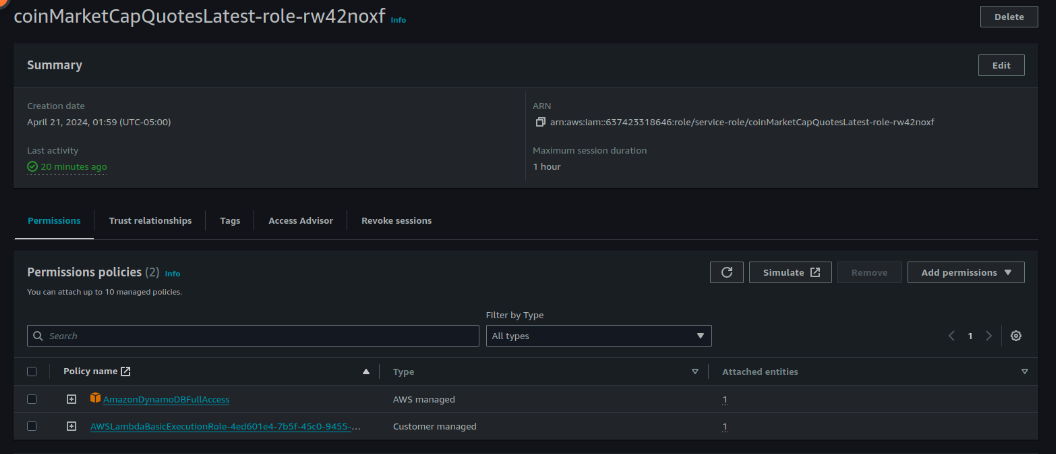 coinMarketCapQuotesLatest-role-rw42noxf Info
Delete
Summary
Edit
Creation date
April 21, 2024, 01:59 (UTC-05:00)
ARN
arn:aws:iam::637423318646:role/service-role/coinMarketCapQuotesLatest-role-rw42noxf
Last activity
20 minutes ago
Maximum session duration
1 hour
Permissions Trust relationships Tags Access Advisor Revoke sessions
Permissions policies (2) Info
Simulate Remove Add permissions
You can attach up to 10 managed policies.
Filter by Type
Search All types 1
Policy name Type Attached entities
AmazonDynamoDBFullAccess AWS managed 1
AWSLambdaBasicExecutionRole-4ed601e4-7b5f-45c0-9455-... Customer managed 1